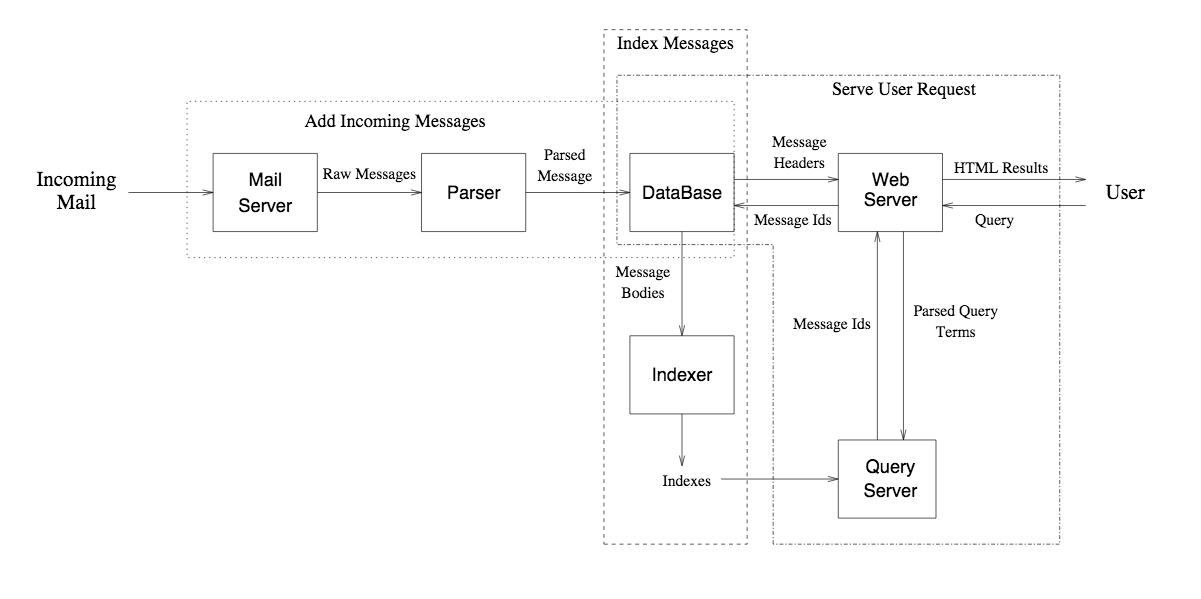 Index Messages
Serve User Request
Add Incoming Messages
Incoming
Mail
Mail
Server
Raw Messages
Parser
Parsed
Message
DataBase
Message
Headers
Message Ids
Web
Server
HTML Results
Query
User
Message
Bodies
Message Ids
Parsed Query
Terms
Indexer
Indexes
Query
Server